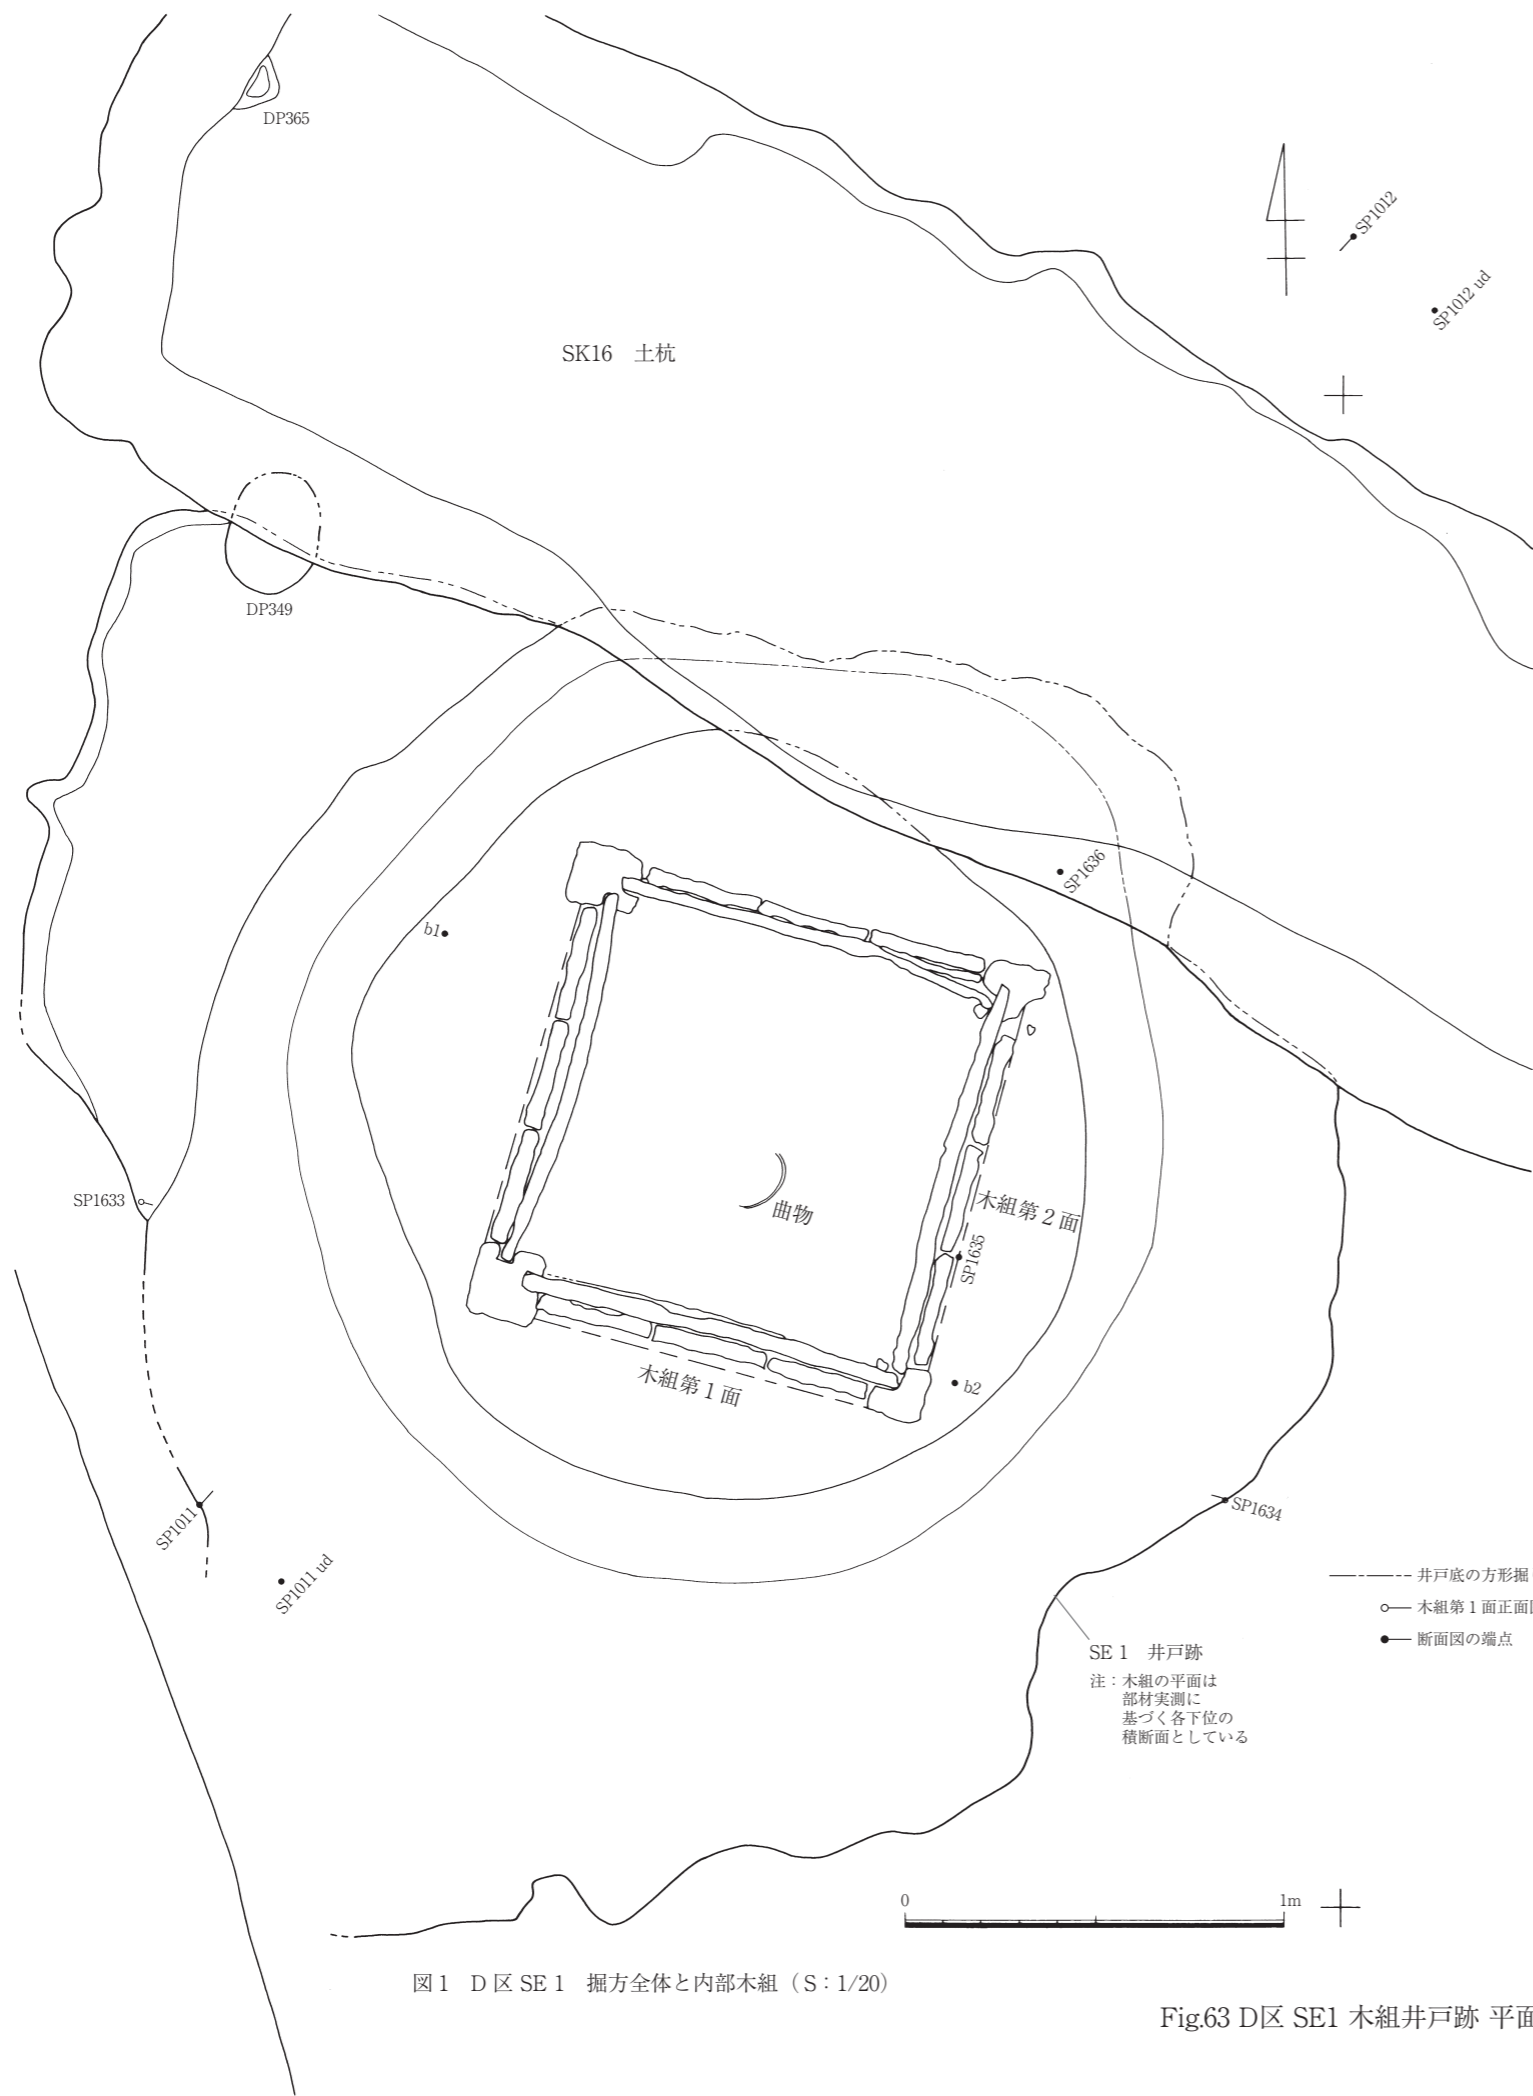 DP365
SP1012
SP1012 ud
SK16 土杭
DP349
SP1636
b1
曲物
木組第２面
SP1635
SP1633
木組第１面
b2
SP1011
SP1634
SP1011 ud
井戸底の方形掘
木組第１面正面
断面図の端点
SE 1 井戸跡
注：木組の平面は
部材実測に
基づく各下位の
積断面としている
0 1m
図１ D 区 SE 1 掘方全体と内部木組（ S：1/20）
Fig.63 D区 SE1 木組井戸跡 平面